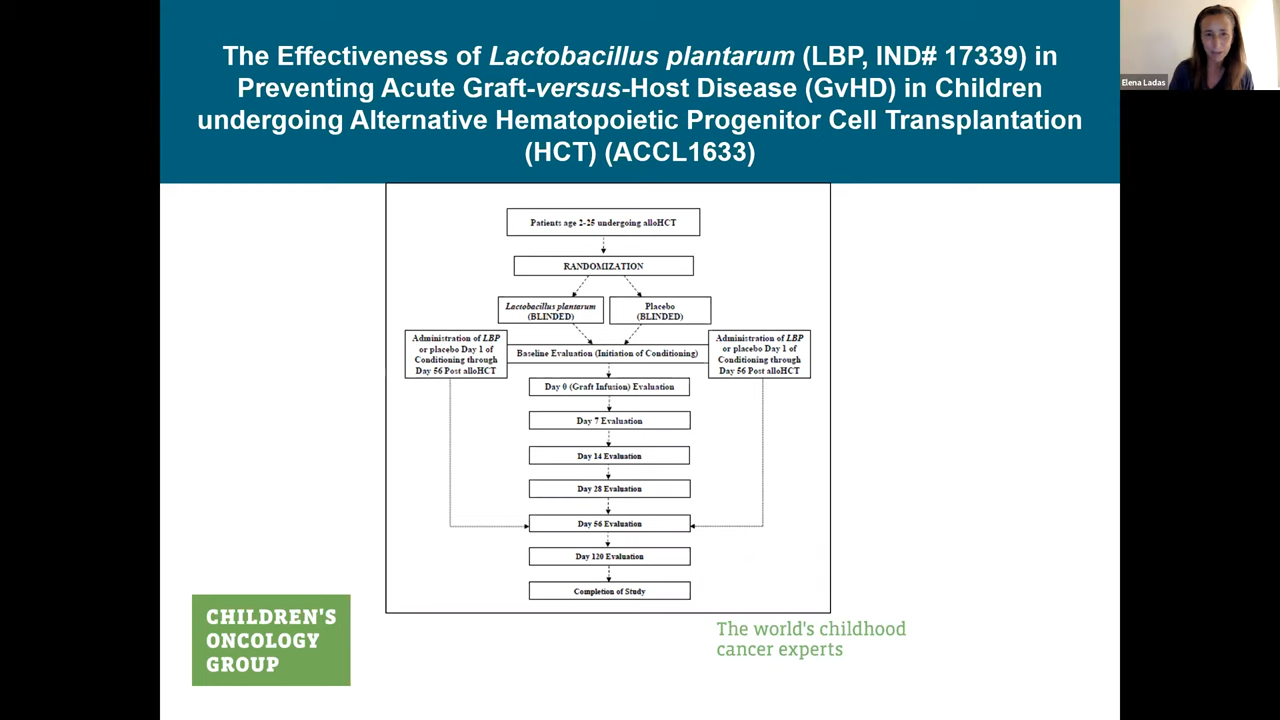 The Effectiveness of Lactobacillus plantarum (LBP, IND# 17339) in
Preventing Acute Graft-versus-Host Disease (GvHD) in Children
undergoing Alternative Hematopoietic Progenitor Cell Transplantation
(HCT) (ACCL1633)
Elena Ladas
Patients age 2-25 undergoing alloHCT
RANDOMIZATION
Lactobacillus plantarum
(BLINDED)
Placebo
(BLINDED)
Administration of LBP
or placebo Day 1 of
Conditioning through
Day 56 Post alloHCT
Baseline Evaluation (Initiation of Conditioning)
Administration of LBP
or placebo Day 1 of
Conditioning through
Day 56 Post alloHCT
Day 0 (Graft Infusion) Evaluation
Day 7 Evaluation
Day 14 Evaluation
Day 28 Evaluation
Day 56 Evaluation
Day 120 Evaluation
Completion of Study
CHILDREN'S
ONCOLOGY
GROUP
The world's childhood
cancer experts